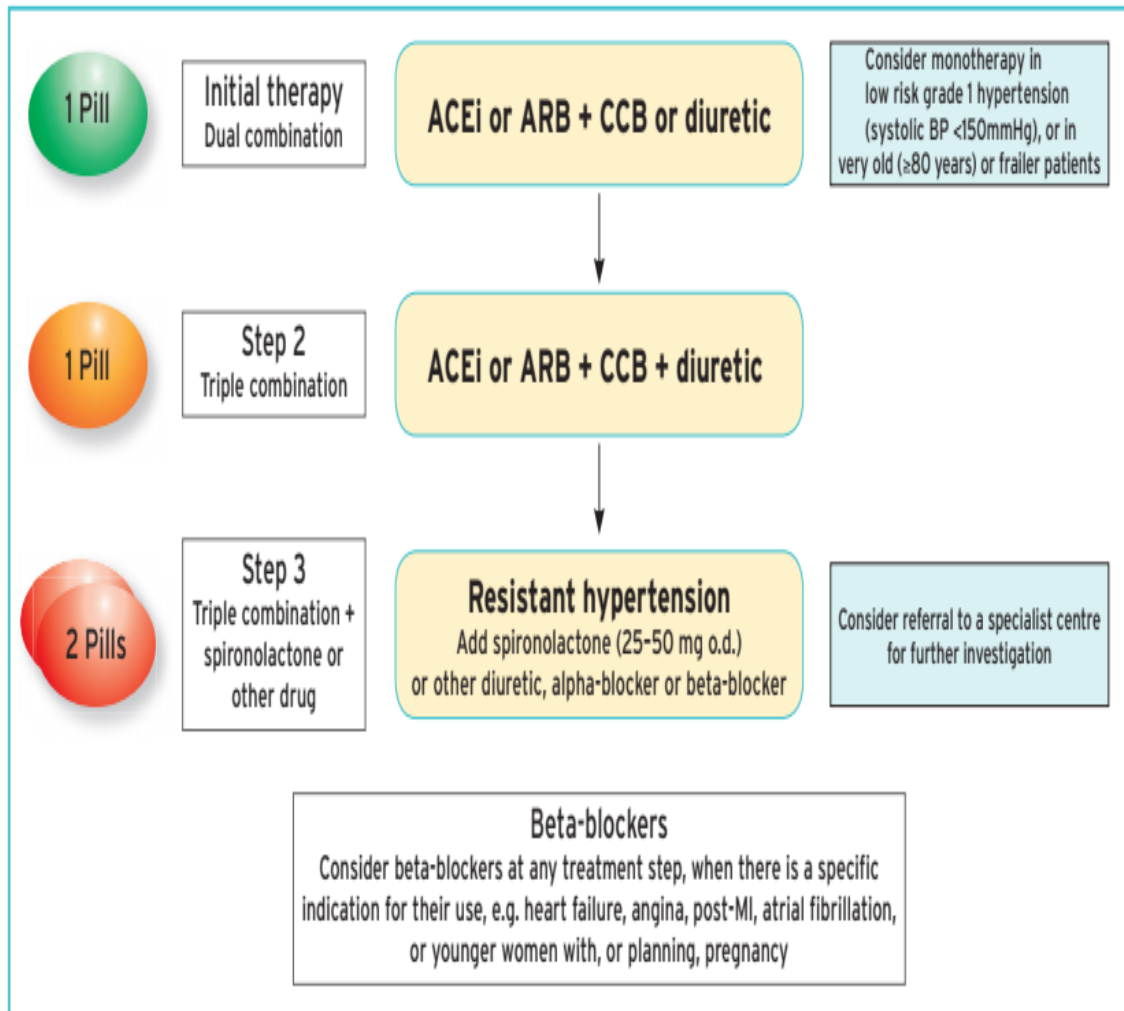 1 Pill
Initial therapy
Dual combination
ACEi or ARB + CCB or diuretic
Consider monotherapy in
low risk grade 1 hypertension
(systolic BP <150mmHg), or in
very old (≥80 years) or frailer patients
1 Pill
Step 2
Triple combination
ACEi or ARB + CCB + diuretic
2 Pills
Step 3
Triple combination +
spironolactone or
other drug
Resistant hypertension
Add spironolactone (25-50 mg o.d.)
or other diuretic, alpha-blocker or beta-blocker
Consider referral to a specialist centre
for further investigation
Beta-blockers
Consider beta-blockers at any treatment step, when there is a specific
indication for their use, e.g. heart failure, angina, post-MI, atrial fibrillation,
or younger women with, or planning, pregnancy